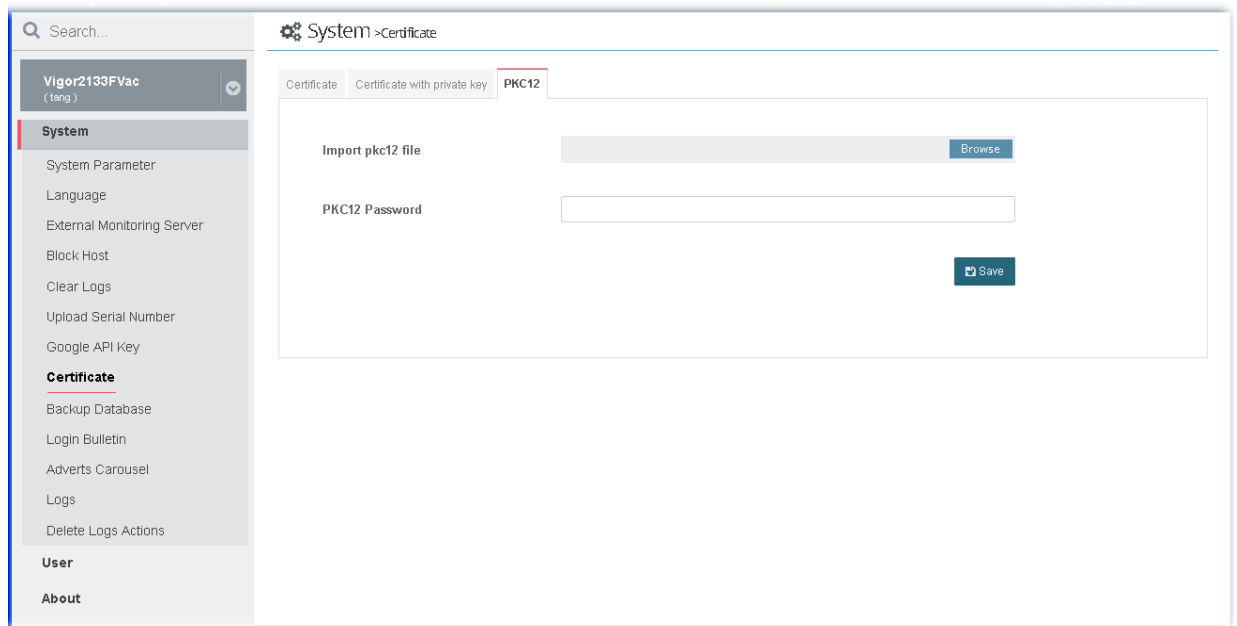 Search...
Vigor2133FVac
( tang )
System
System Parameter
Language
External Monitoring Server
Block Host
Clear Logs
Upload Serial Number
Google API Key
Certificate
Backup Database
Login Bulletin
Adverts Carousel
Logs
Delete Logs Actions
User
About
System >Certificate
Certificate Certificate with private key PKC12
Import pkc12 file Browse
PKC12 Password
Save